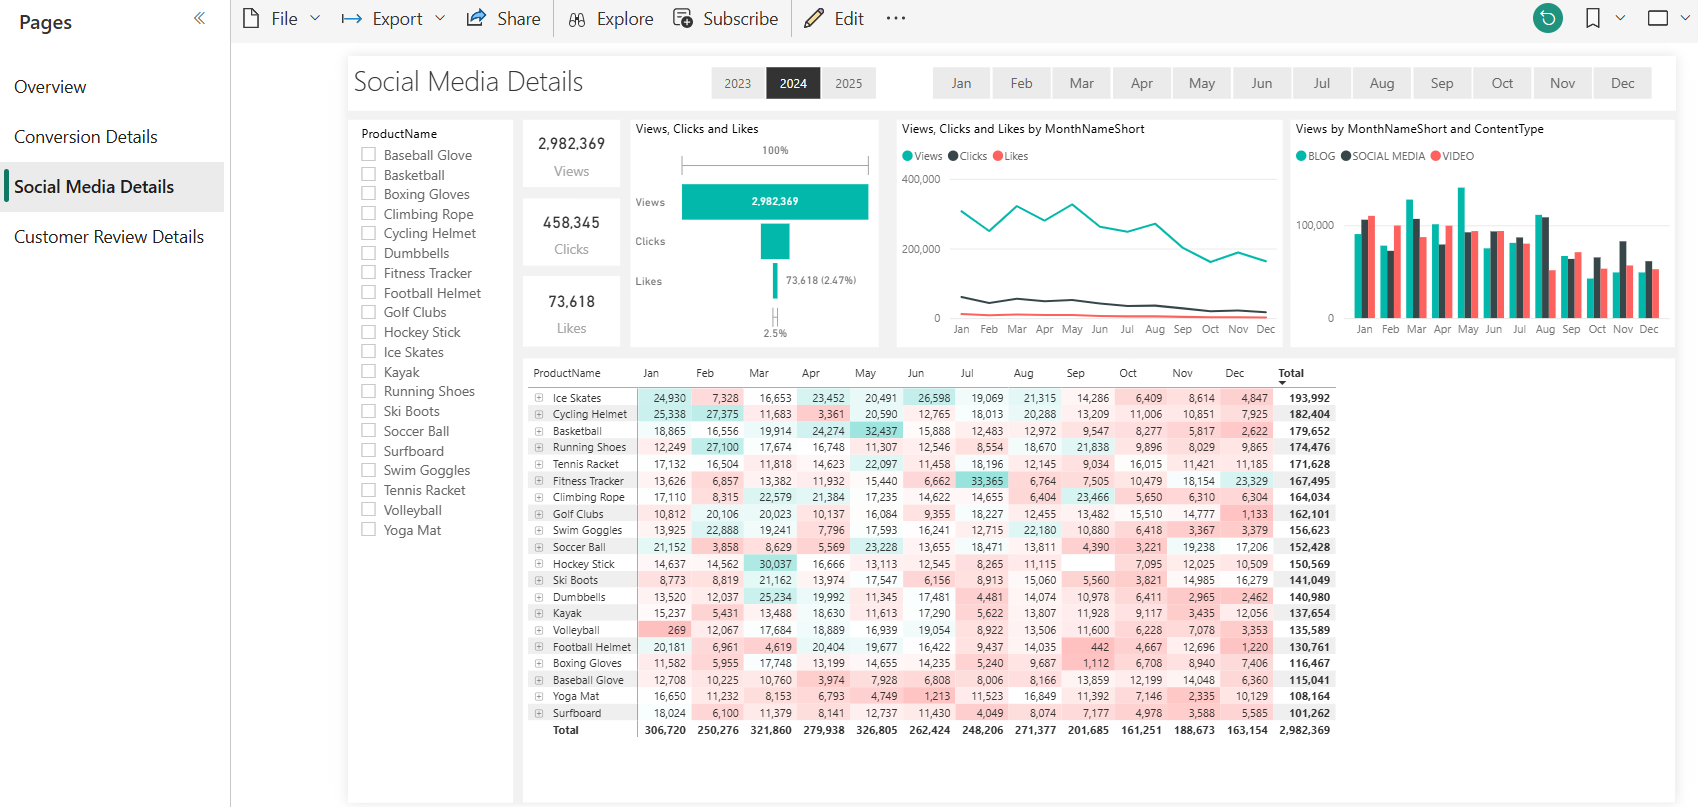 Pages
Overview
Conversion Details
Social Media Details
Customer Review Details
File Export Share Explore Subscribe Edit
Social Media Details
2023 2024 2025
Jan Feb Mar Apr May Jun Jul Aug Sep Oct Nov Dec
ProductName
Baseball Glove
Basketball
Boxing Gloves
Climbing Rope
Cycling Helmet
Dumbbells
Fitness Tracker
Football Helmet
Golf Clubs
Hockey Stick
Ice Skates
Kayak
Running Shoes
Ski Boots
Soccer Ball
Surfboard
Swim Goggles
Tennis Racket
Volleyball
Yoga Mat
2,982,369
Views
458,345
Clicks
73,618
Likes
Views, Clicks and Likes
100%
Views 2,982,369
Clicks
Likes 73,618 (2.47%)
2.5%
Views, Clicks and Likes by MonthNameShort
Views Clicks Likes
400,000
200,000
0
Jan Feb Mar Apr May Jun Jul Aug Sep Oct Nov Dec
Views by MonthNameShort and ContentType
BLOG SOCIAL MEDIA VIDEO
100,000
0
Jan Feb Mar Apr May Jun Jul Aug Sep Oct Nov Dec
ProductName Jan Feb Mar Apr May Jun Jul Aug Sep Oct Nov Dec Total
Ice Skates 24,930 7,328 16,653 23,452 20,491 26,598 19,069 21,315 14,286 6,409 8,614 4,847 193,992
Cycling Helmet 25,338 27,375 11,683 3,361 20,590 12,765 18,013 20,288 13,209 11,006 10,851 7,925 182,404
Basketball 18,865 16,556 19,914 24,274 32,437 15,888 12,483 12,972 9,547 8,277 5,817 2,622 179,652
Running Shoes 12,249 27,100 17,674 16,748 11,307 12,546 8,554 18,670 21,838 9,896 8,029 9,865 174,476
Tennis Racket 17,132 16,504 11,818 14,623 22,097 11,458 18,196 12,145 9,034 16,015 11,421 11,185 171,628
Fitness Tracker 13,626 6,857 13,382 11,932 15,440 6,662 33,365 6,764 7,505 10,479 18,154 23,329 167,495
Climbing Rope 17,110 8,315 22,579 21,384 17,235 14,622 14,655 6,404 23,466 5,650 6,310 6,304 164,034
Golf Clubs 10,812 20,106 20,023 10,137 16,084 9,355 18,227 12,455 13,482 15,510 14,777 1,133 162,101
Swim Goggles 13,925 22,888 19,241 7,796 17,593 16,241 12,715 22,180 10,880 6,418 3,367 3,379 156,623
Soccer Ball 21,152 3,858 8,629 5,569 23,228 13,655 18,471 13,811 4,390 3,221 19,238 17,206 152,428
Hockey Stick 14,637 14,562 30,037 16,666 13,113 12,545 8,265 11,115 7,095 12,025 10,509 150,569
Ski Boots 8,773 8,819 21,162 13,974 17,547 6,156 8,913 15,060 5,560 3,821 14,985 16,279 141,049
Dumbbells 13,520 12,037 25,234 19,992 11,345 17,481 4,481 14,074 10,978 6,411 2,965 2,462 140,980
Kayak 15,237 5,431 13,488 18,630 11,613 17,290 5,622 13,807 11,928 9,117 3,435 12,056 137,654
Volleyball 269 12,067 17,684 18,889 16,939 19,054 8,922 13,506 11,600 6,228 7,078 3,353 135,589
Football Helmet 20,181 6,961 4,619 20,404 19,677 16,422 9,437 14,035 442 4,667 12,696 1,220 130,761
Boxing Gloves 11,582 5,955 17,748 13,199 14,655 14,235 5,240 9,687 1,112 6,708 8,940 7,406 116,467
Baseball Glove 12,708 10,225 10,760 3,974 7,928 6,808 8,006 8,166 13,859 12,199 14,048 6,360 115,041
Yoga Mat 16,650 11,232 8,153 6,793 4,749 1,213 11,523 16,849 11,392 7,146 2,335 10,129 108,164
Surfboard 18,024 6,100 11,379 8,141 12,737 11,430 4,049 8,074 7,177 4,978 3,588 5,585 101,262
Total 306,720 250,276 321,860 279,938 326,805 262,424 248,206 271,377 201,685 161,251 188,673 163,154 2,982,369